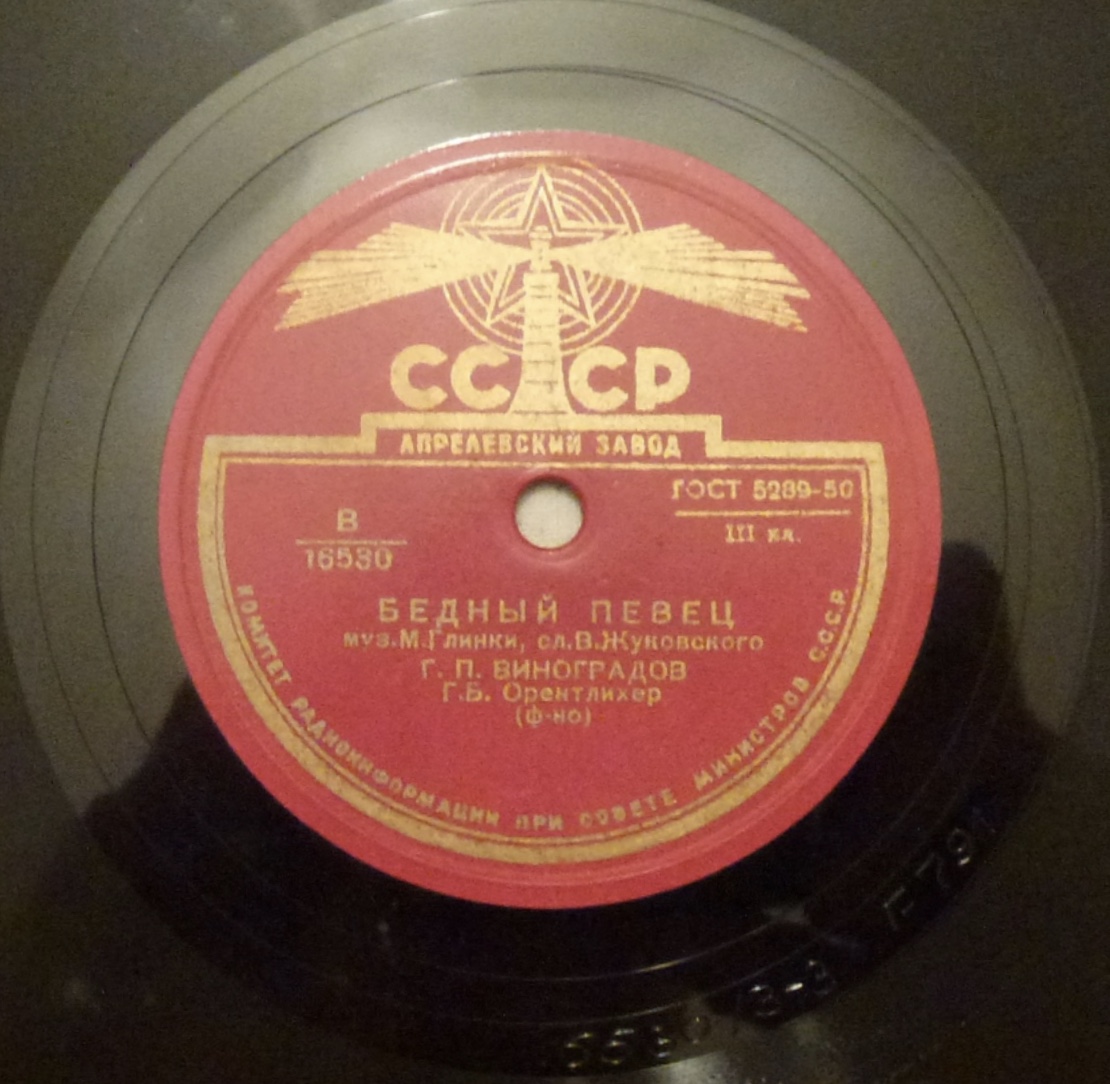 СССР
АПРЕЛЕВСКИЙ ЗАВОД
ГОСТ 5289-50
III кл.
В
16530
БЕДНЫЙ ПЕВЕЦ
муз.М.Глинки, сл.В.Жуковского
Г. П. ВИНОГРАДОВ
Г.Б. Орентлихер
(ф-но)
КОМИТЕТ РАДИОИНФОРМАЦИИ ПРИ СОВЕТЕ МИНИСТРОВ С.С.С.Р.